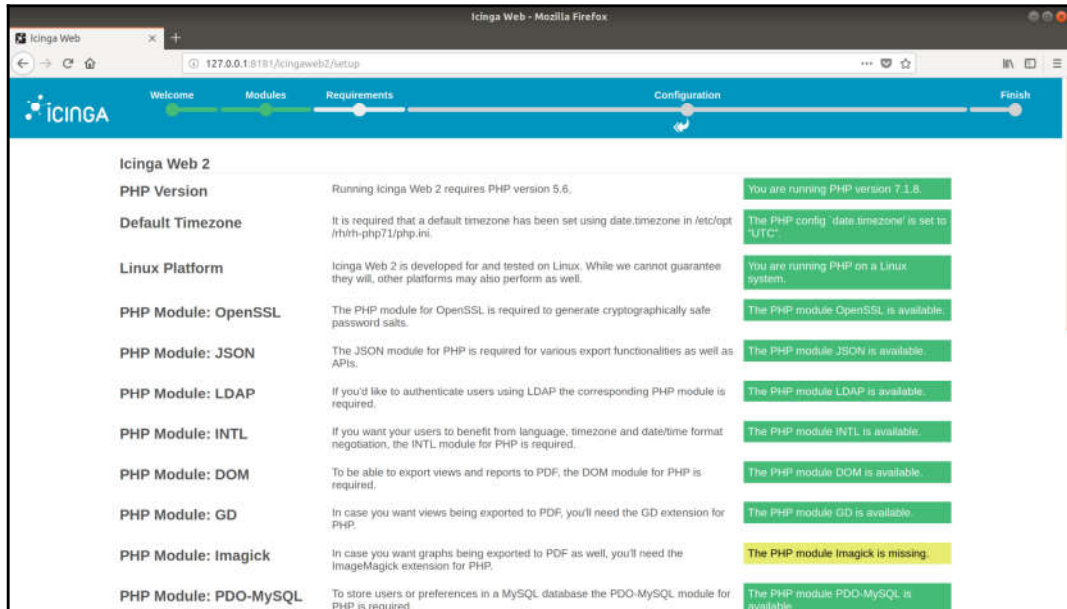 Icinga Web - Mozilla Firefox
Icinga Web
127.0.0.1:8181/icingaweb2/setup
ICINGA
Welcome Modules Requirements Configuration Finish
Icinga Web 2
PHP Version Running Icinga Web 2 requires PHP version 5.6. You are running PHP version 7.1.8.
Default Timezone It is required that a default timezone has been set using date.timezone in /etc/opt The PHP config `date.timezone' is set to
/rh/rh-php71/php.ini. "UTC".
Linux Platform Icinga Web 2 is developed for and tested on Linux. While we cannot guarantee You are running PHP on a Linux
they will, other platforms may also perform as well. system.
PHP Module: OpenSSL The PHP module for OpenSSL is required to generate cryptographically safe The PHP module OpenSSL is available.
password salts.
PHP Module: JSON The JSON module for PHP is required for various export functionalities as well as The PHP module JSON is available.
APIs.
PHP Module: LDAP If you'd like to authenticate users using LDAP the corresponding PHP module is The PHP module LDAP is available.
required.
PHP Module: INTL If you want your users to benefit from language, timezone and date/time format The PHP module INTL is available.
negotiation, the INTL module for PHP is required.
PHP Module: DOM To be able to export views and reports to PDF, the DOM module for PHP is The PHP module DOM is available.
required.
PHP Module: GD In case you want views being exported to PDF, you'll need the GD extension for The PHP module GD is available.
PHP.
PHP Module: Imagick In case you want graphs being exported to PDF as well, you'll need the The PHP module Imagick is missing.
ImageMagick extension for PHP.
PHP Module: PDO-MySQL To store users or preferences in a MySQL database the PDO-MySQL module for The PHP module PDO-MySQL is
PHP is required. available.